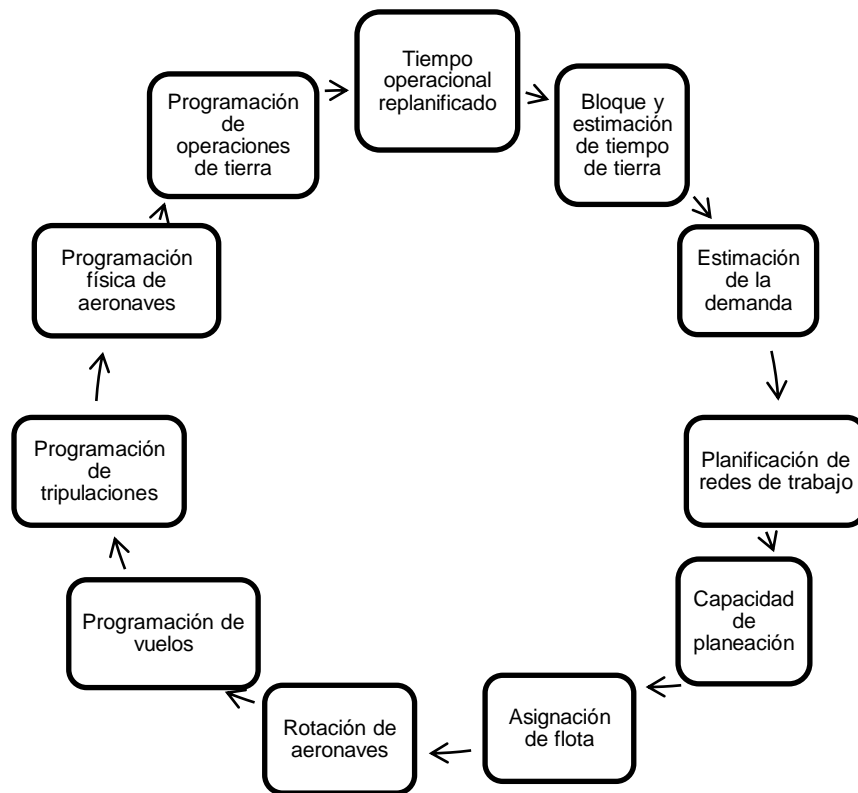 Tiempo
operacional
replanificado
Bloque y
estimación
de tiempo
de tierra
Estimación
de la
demanda
Planificación de
redes de trabajo
Capacidad
de
planeación
Asignación
de flota
Rotación de
aeronaves
Programación de
vuelos
Programación
de
tripulaciones
Programación
física de
aeronaves
Programación
de
operaciones
de tierra